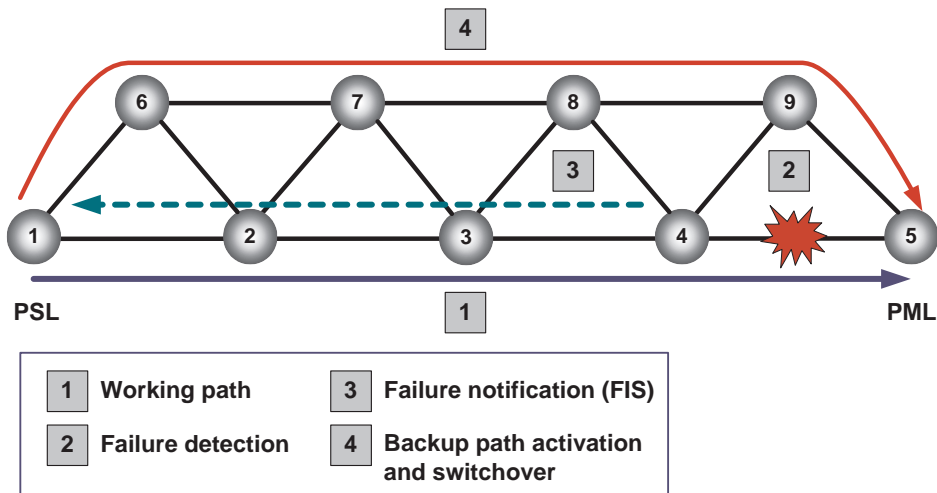 4
6 7 8 9
3 2
1 2 3 4 5
PSL PML
1
1 Working path
3 Failure notification (FIS)
2 Failure detection
4 Backup path activation
and switchover